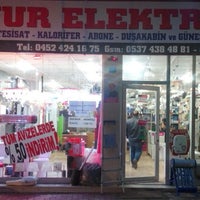 TUR ELEKTR
TESİSAT - KALORİFER - ABONE - DUŞAKABİN ve GÜNEŞ
Tel: 0452 424 16 75 Gsm: 0537 438 48 81 -
TÜM AVİZELERDE
%50 İNDİRİM